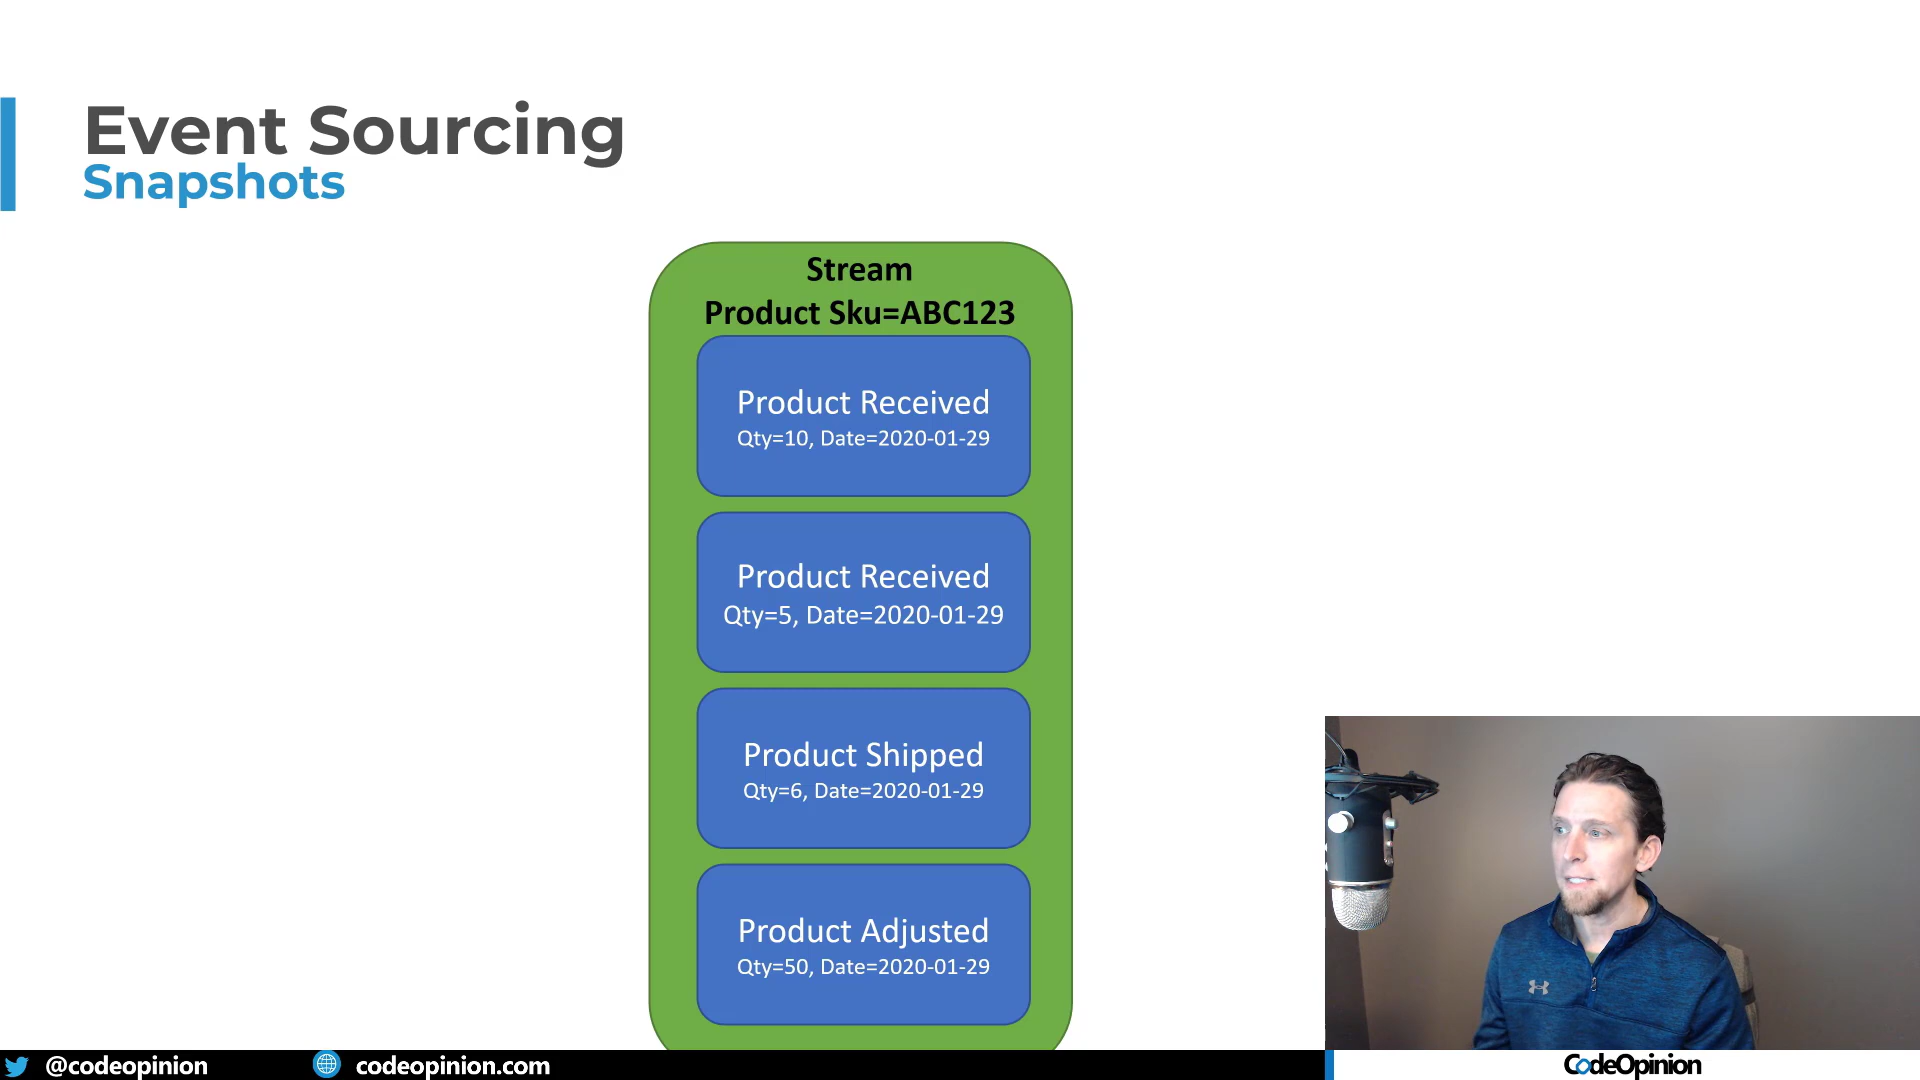 Event Sourcing
Snapshots
Stream
Product Sku=ABC123
Product Received
Qty=10, Date=2020-01-29
Product Received
Qty=5, Date=2020-01-29
Product Shipped
Qty=6, Date=2020-01-29
Product Adjusted
Qty=50, Date=2020-01-29
@codeopinion
codeopinion.com
CodeOpinion